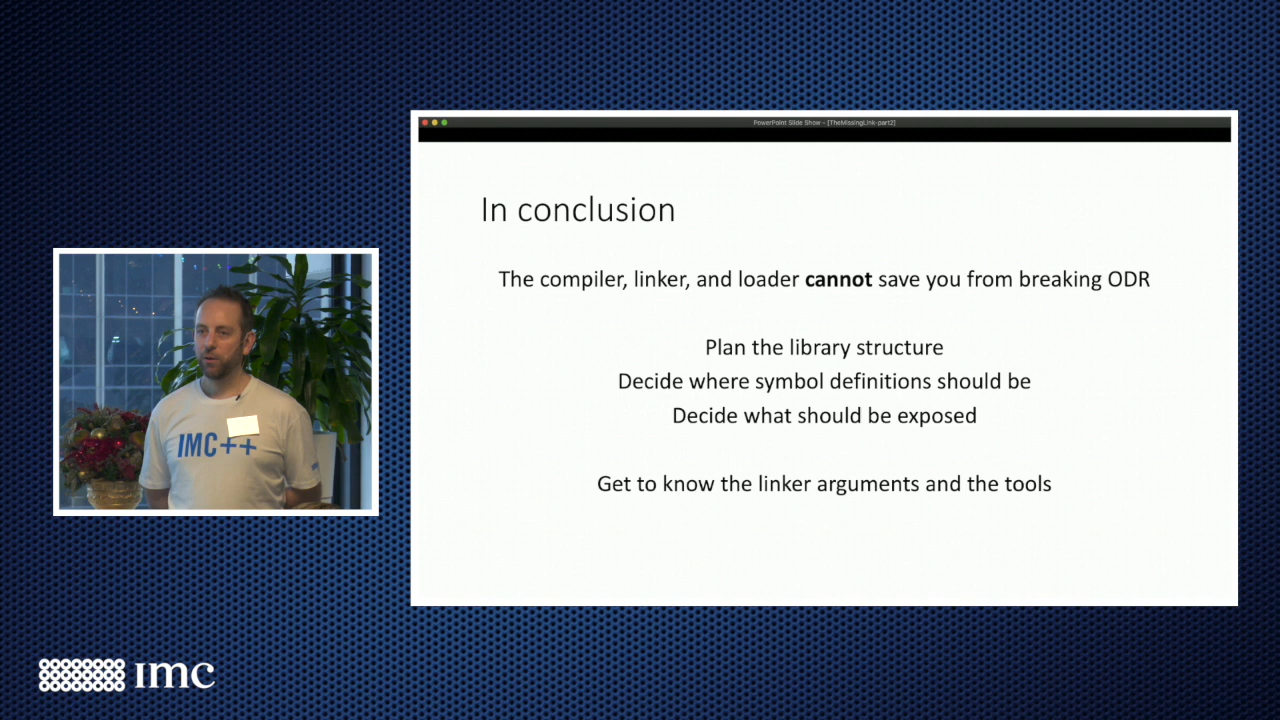 PowerPoint Slide Show - [TheMissingLink-part2]
In conclusion
The compiler, linker, and loader cannot save you from breaking ODR
Plan the library structure
Decide where symbol definitions should be
Decide what should be exposed
Get to know the linker arguments and the tools
IMC++
imc